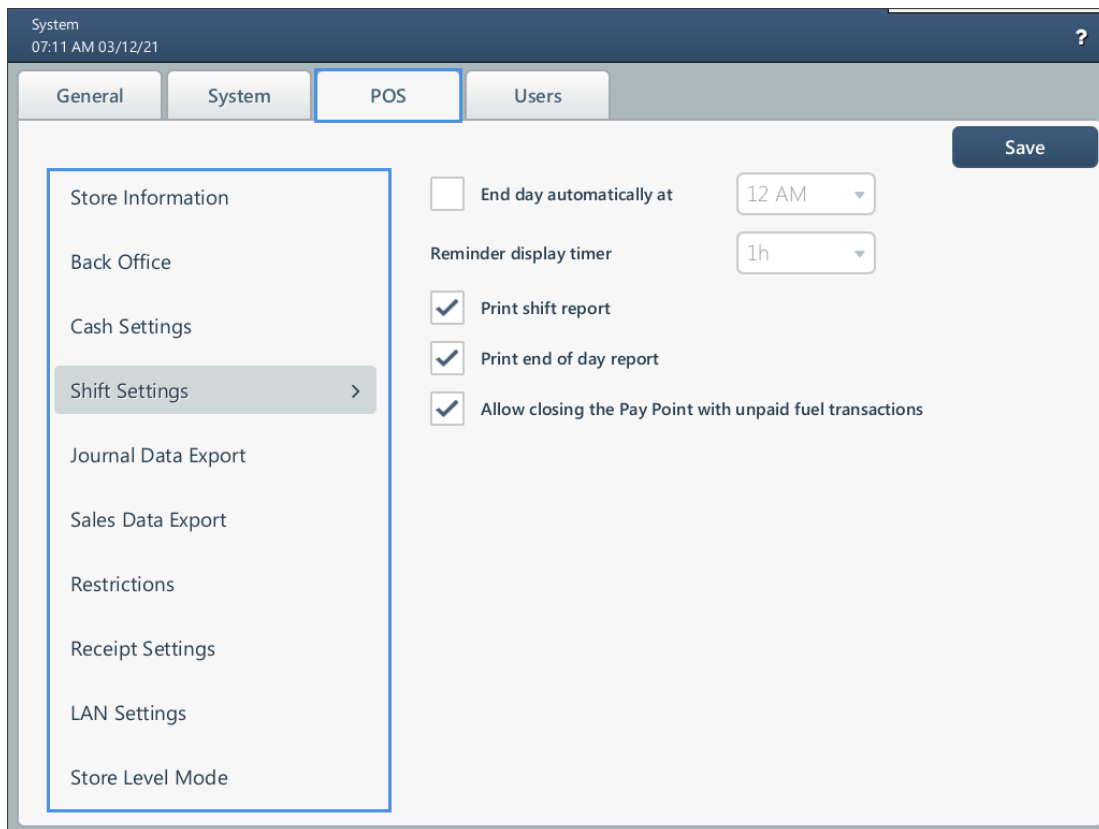 System
07:11 AM 03/12/21
?
General
System
POS
Users
Save
Store Information
Back Office
Cash Settings
Shift Settings
Journal Data Export
Sales Data Export
Restrictions
Receipt Settings
LAN Settings
Store Level Mode
End day automatically at
12 AM
Reminder display timer
1h
Print shift report
Print end of day report
Allow closing the Pay Point with unpaid fuel transactions